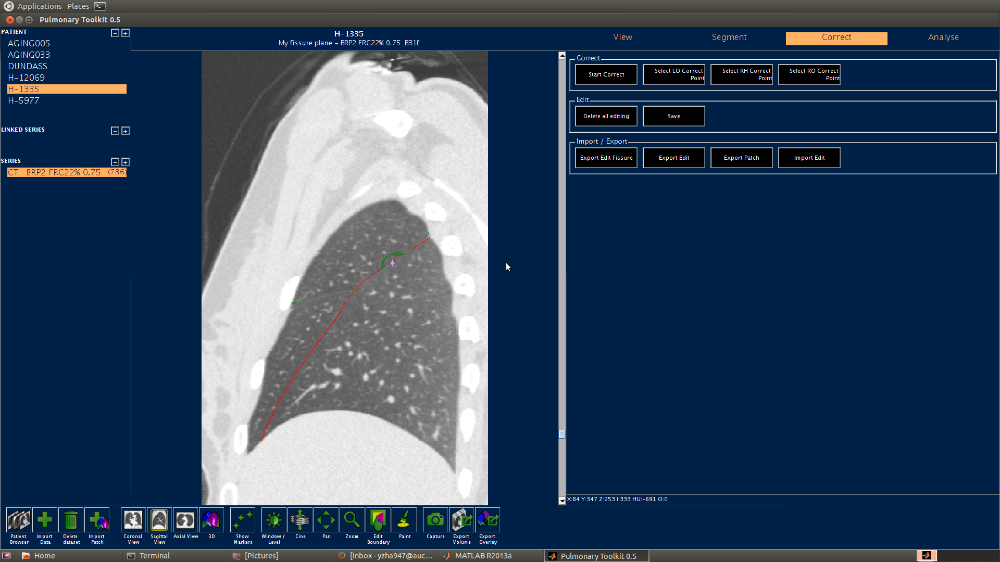 Applications Places
Pulmonary Toolkit 0.5
PATIENT
AGING005
AGING033
DUNDASS
H-12069
H-1335
H-5977
LINKED SERIES
SERIES
CT BRP2 FRC22% 0.75 (736)
H-1335
My fissure plane - BRP2 FRC22% 0.75 B31f
View Segment Correct Analyse
Correct
Start Correct
Select LO Correct Point
Select RH Correct Point
Select RO Correct Point
Edit
Delete all editing
Save
Import / Export
Export Edit Fissure
Export Edit
Export Patch
Import Edit
X:84 Y:347 Z:253 I:333 HU:-691 O:0
Patient Browser
Import Data
Delete dataset
Import Patch
Coronal View
Sagittal View
Axial View
3D
Show Markers
Window / Level
Cine
Pan
Zoom
Edit Boundary
Paint
Capture
Export Volume
Export Overlay
Home
Terminal
[Pictures]
[Inbox - yzha947@auc...
MATLAB R2013a
Pulmonary Toolkit 0.5